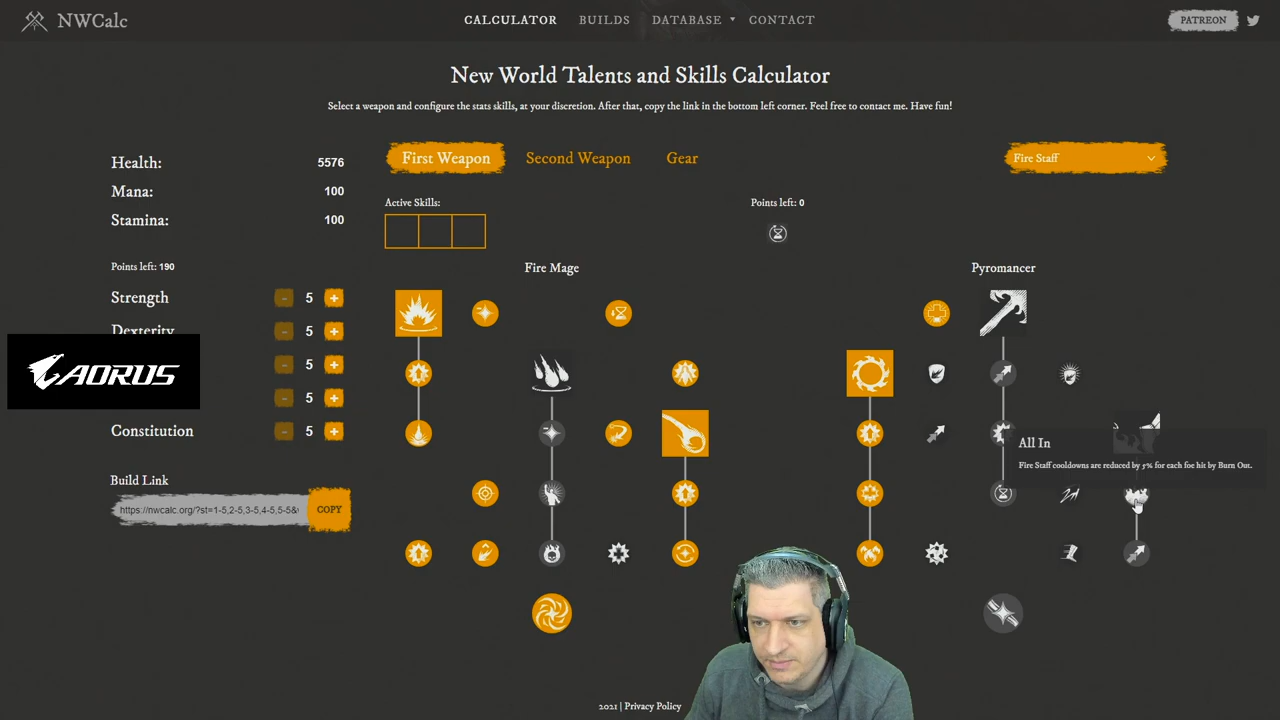 NWCalc
CALCULATOR
BUILDS
DATABASE
CONTACT
PATREON
New World Talents and Skills Calculator
Select a weapon and configure the stats skills, at your discretion. After that, copy the link in the bottom left corner. Feel free to contact me. Have fun!
Health: 5576
Mana: 100
Stamina: 100
First Weapon
Second Weapon
Gear
Fire Staff
Active Skills:
Points left: 0
Points left: 190
Fire Mage
Pyromancer
Strength - 5 +
Dexterity - 5 +
AORUS
- 5 +
- 5 +
Constitution - 5 +
All In
Fire Staff cooldowns are reduced by 5% for each foe hit by Burn Out.
Build Link
https://nwcalc.org/?st=1-5,2-5,3-5,4-5,5-5&
COPY
2021 | Privacy Policy